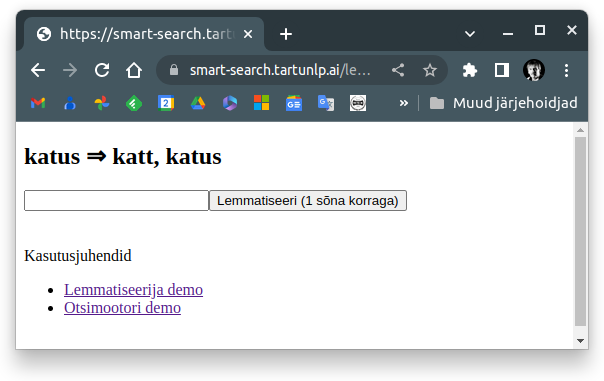 https://smart-search.tart
smart-search.tartunlp.ai/le…
» Muud järjehoidjad
katus ⇒ katt, katus
Lemmatiseeri (1 sõna korraga)
Kasutusjuhendid
• Lemmatiseerija demo
• Otsimootori demo